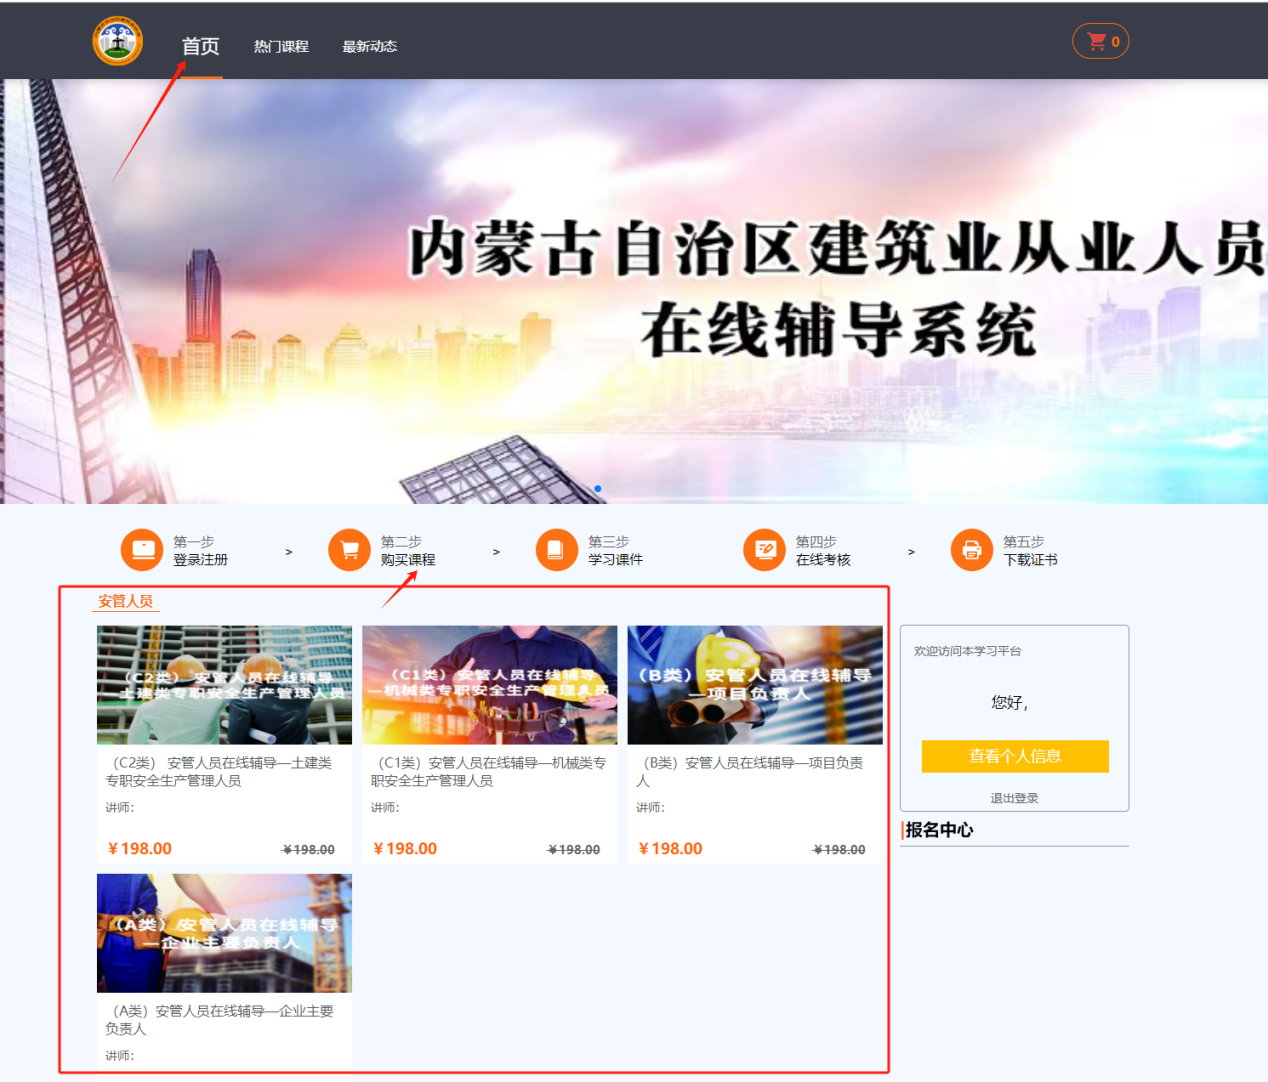 首页
热门课程
最新动态
0
内蒙古自治区建筑业从业人员
在线辅导系统
第一步
登录注册
>
第二步
购买课程
>
第三步
学习课件
第四步
在线考核
>
第五步
下载证书
安管人员
（C2类）安管人员在线辅导
—土建类专职安全生产管理人员
（C2类） 安管人员在线辅导—土建类
专职安全生产管理人员
讲师：
￥198.00
￥198.00
（C1类）安管人员在线辅导
—机械类专职安全生产管理人员
（C1类）安管人员在线辅导—机械类专
职安全生产管理人员
讲师：
￥198.00
￥198.00
（B类）安管人员在线辅导
—项目负责人
（B类）安管人员在线辅导—项目负责
人
讲师：
￥198.00
￥198.00
（A类）安管人员在线辅导
—企业主要负责人
（A类）安管人员在线辅导—企业主要
负责人
讲师：
欢迎访问本学习平台
您好，
查看个人信息
退出登录
报名中心